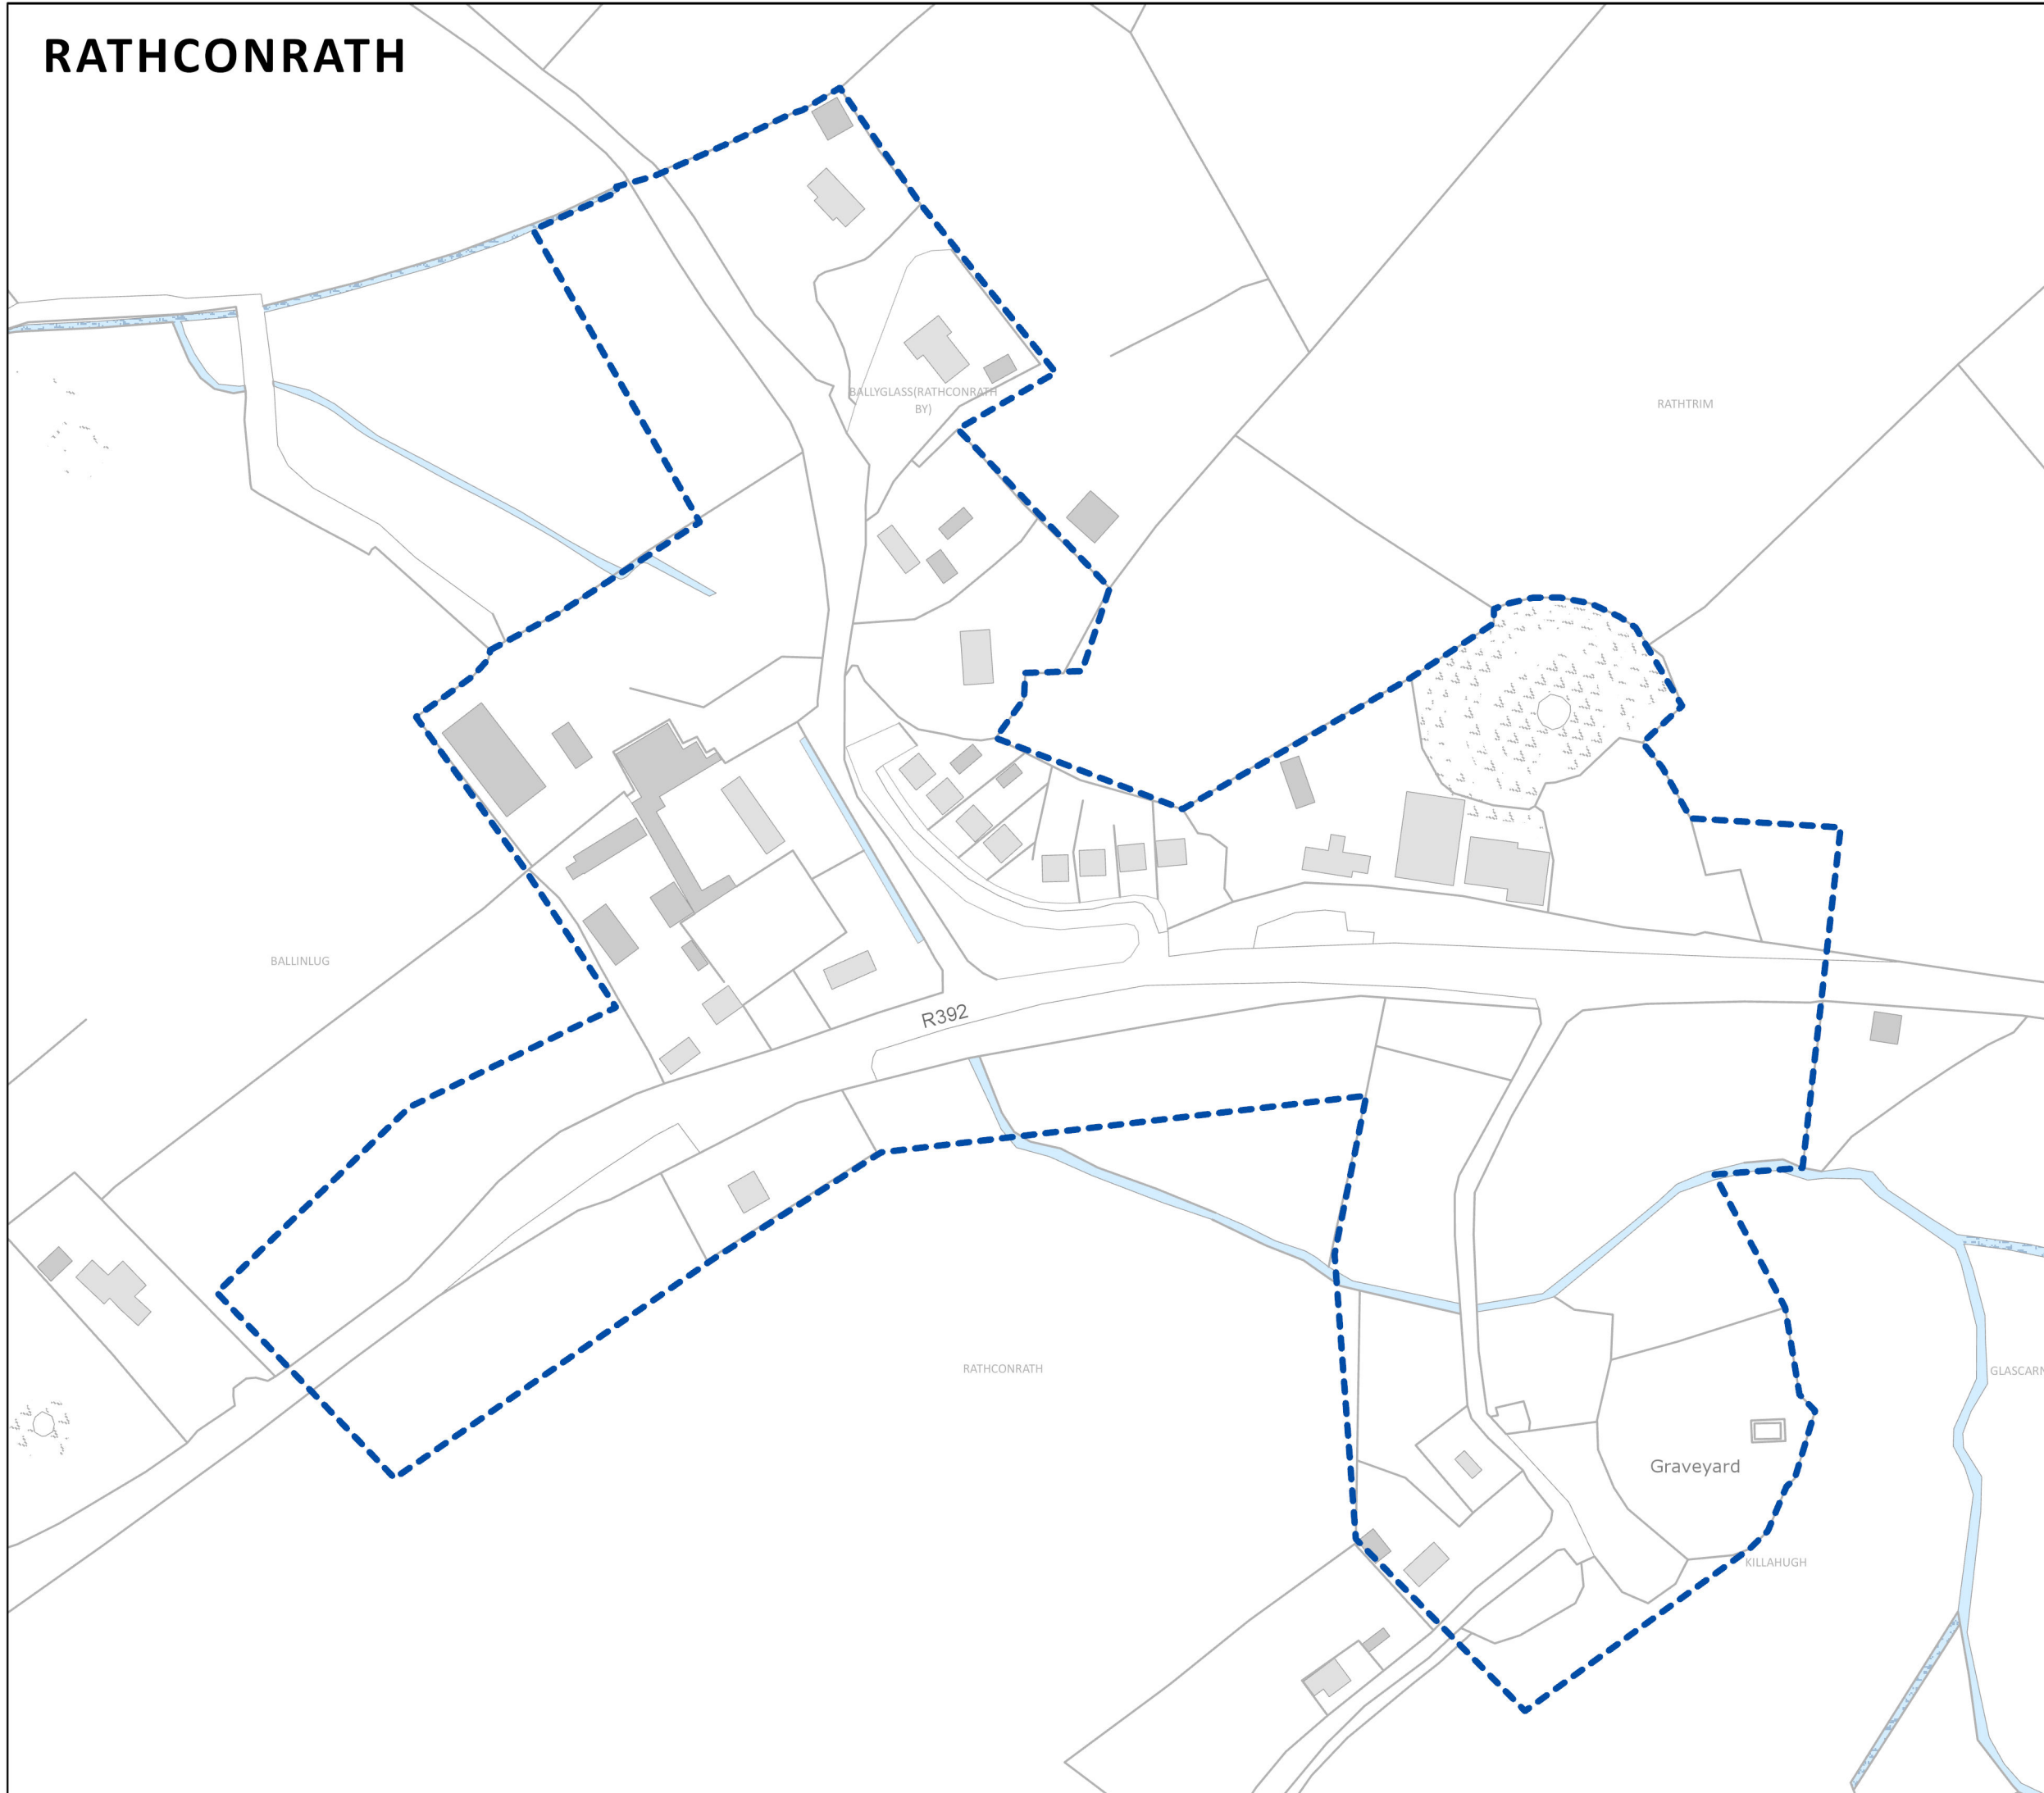 RATHCONRATH
BALLYGLASS(RATHCONRATH
BY)
RATHTRIM
BALLINLUG
R392
RATHCONRATH
GLASCARN
Graveyard
KILLAHUGH